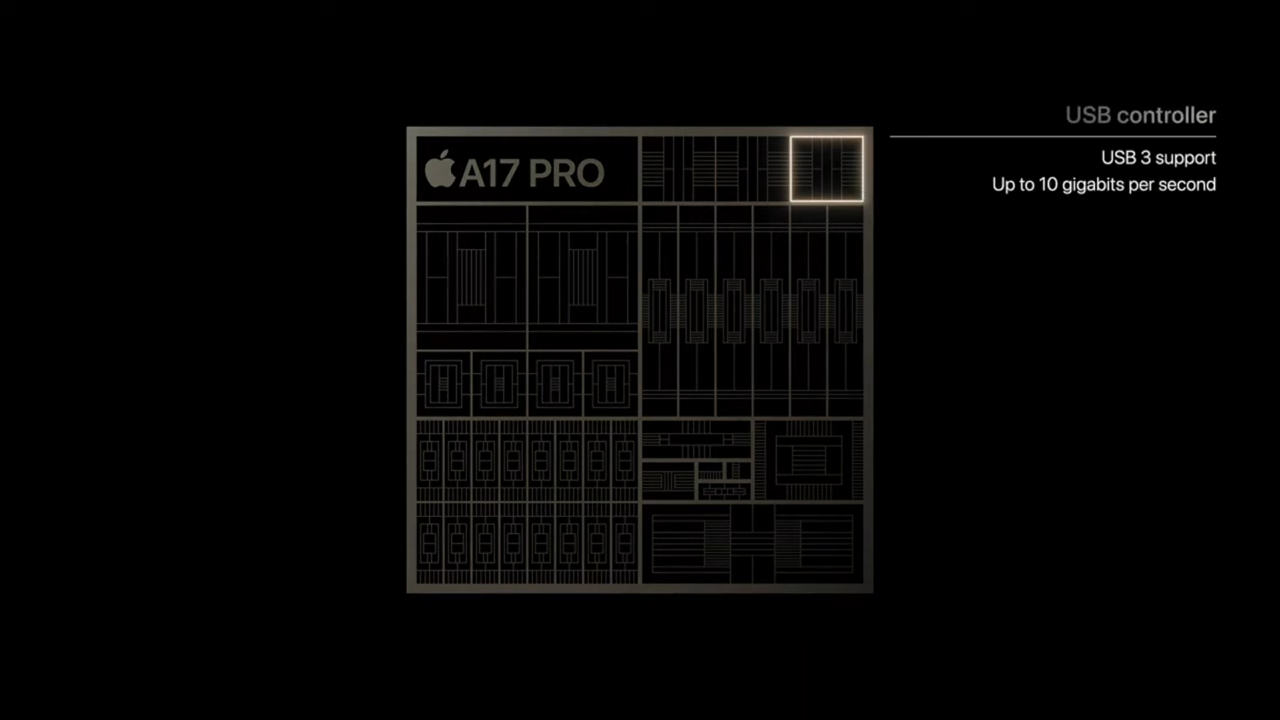 A17 PRO
USB controller
USB 3 support
Up to 10 gigabits per second